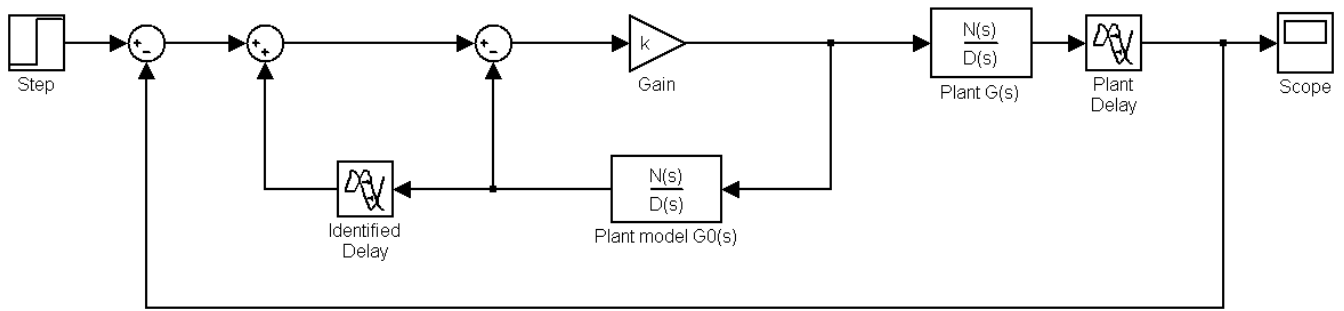 Step
+
-
+
+
+
-
k
Gain
N(s)
D(s)
Plant G(s)
Plant
Delay
Scope
Identified
Delay
N(s)
D(s)
Plant model G0(s)